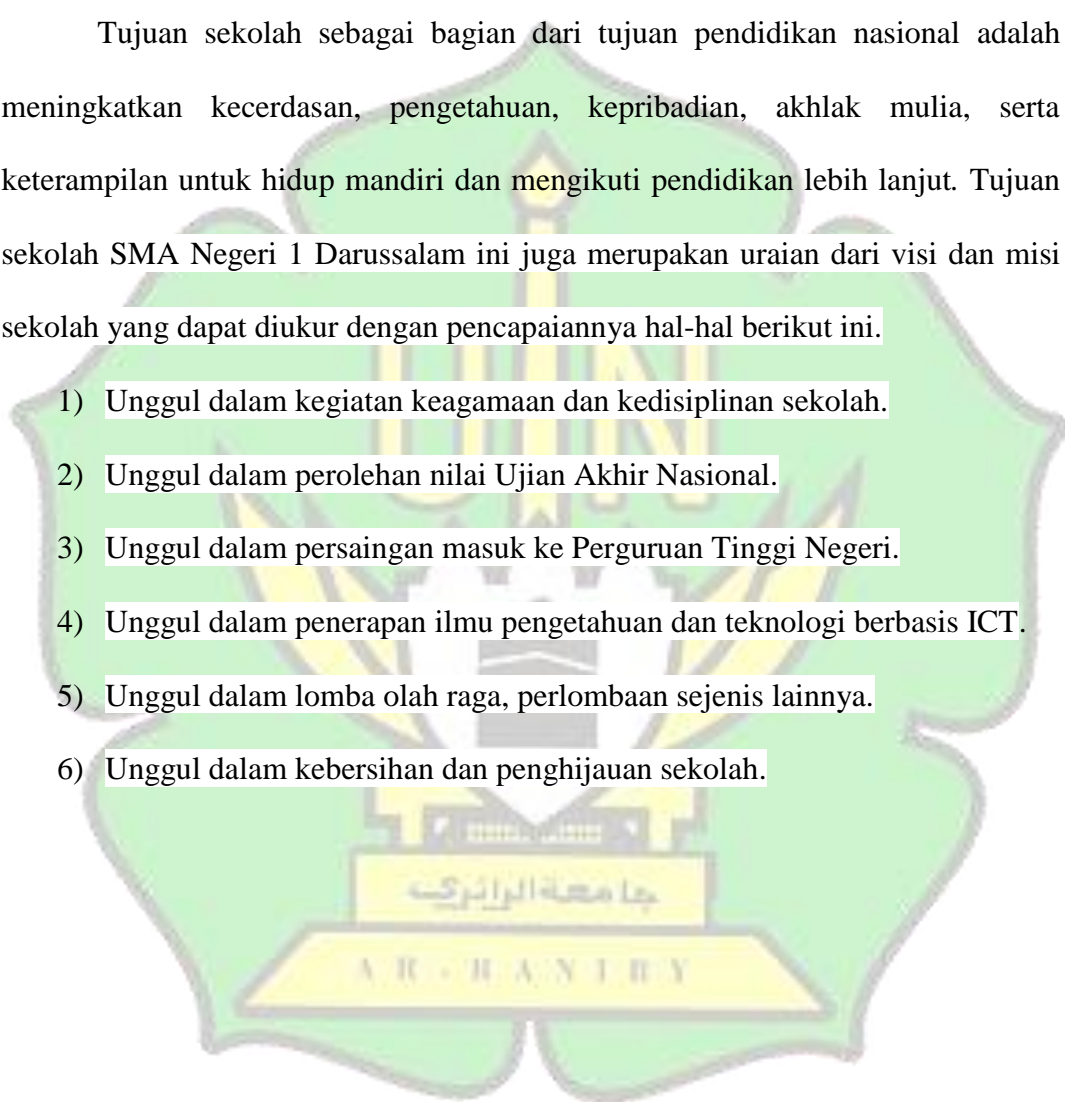 Tujuan sekolah sebagai bagian dari tujuan pendidikan nasional adalah
meningkatkan kecerdasan, pengetahuan, kepribadian, akhlak mulia, serta
keterampilan untuk hidup mandiri dan mengikuti pendidikan lebih lanjut. Tujuan
sekolah SMA Negeri 1 Darussalam ini juga merupakan uraian dari visi dan misi
sekolah yang dapat diukur dengan pencapaiannya hal-hal berikut ini.
1) Unggul dalam kegiatan keagamaan dan kedisiplinan sekolah.
2) Unggul dalam perolehan nilai Ujian Akhir Nasional.
3) Unggul dalam persaingan masuk ke Perguruan Tinggi Negeri.
4) Unggul dalam penerapan ilmu pengetahuan dan teknologi berbasis ICT.
5) Unggul dalam lomba olah raga, perlombaan sejenis lainnya.
6) Unggul dalam kebersihan dan penghijauan sekolah.
UIN
جامعة الرانري
AR-RANIRY